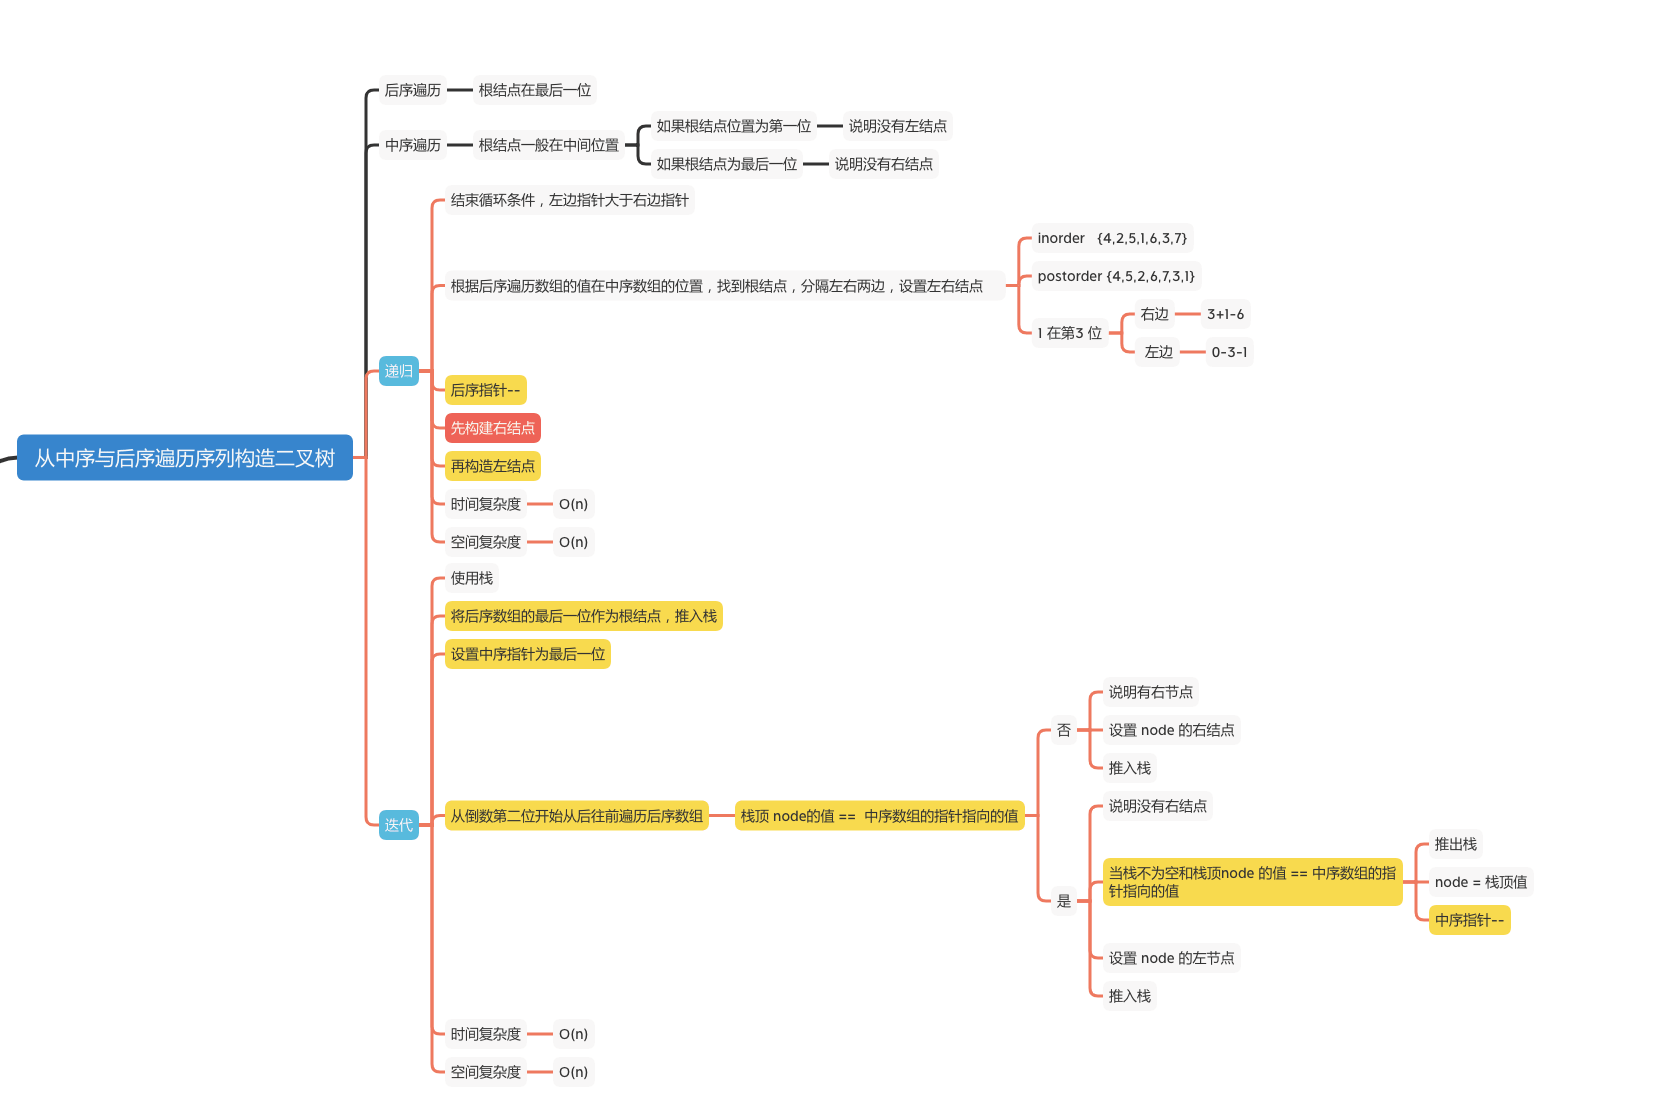 后序遍历
根结点在最后一位
中序遍历
根结点一般在中间位置
如果根结点位置为第一位
说明没有左结点
如果根结点为最后一位
说明没有右结点
从中序与后序遍历序列构造二叉树
递归
结束循环条件，左边指针大于右边指针
根据后序遍历数组的值在中序数组的位置，找到根结点，分隔左右两边，设置左右结点
inorder   {4,2,5,1,6,3,7}
postorder {4,5,2,6,7,3,1}
1 在第3 位
右边
3+1-6
左边
0-3-1
后序指针--
先构建右结点
再构造左结点
时间复杂度
O(n)
空间复杂度
O(n)
迭代
使用栈
将后序数组的最后一位作为根结点，推入栈
设置中序指针为最后一位
从倒数第二位开始从后往前遍历后序数组
栈顶 node的值 ==  中序数组的指针指向的值
否
说明有右节点
设置 node 的右结点
推入栈
是
说明没有右结点
当栈不为空和栈顶node 的值 == 中序数组的指
针指向的值
推出栈
node = 栈顶值
中序指针--
设置 node 的左节点
推入栈
时间复杂度
O(n)
空间复杂度
O(n)